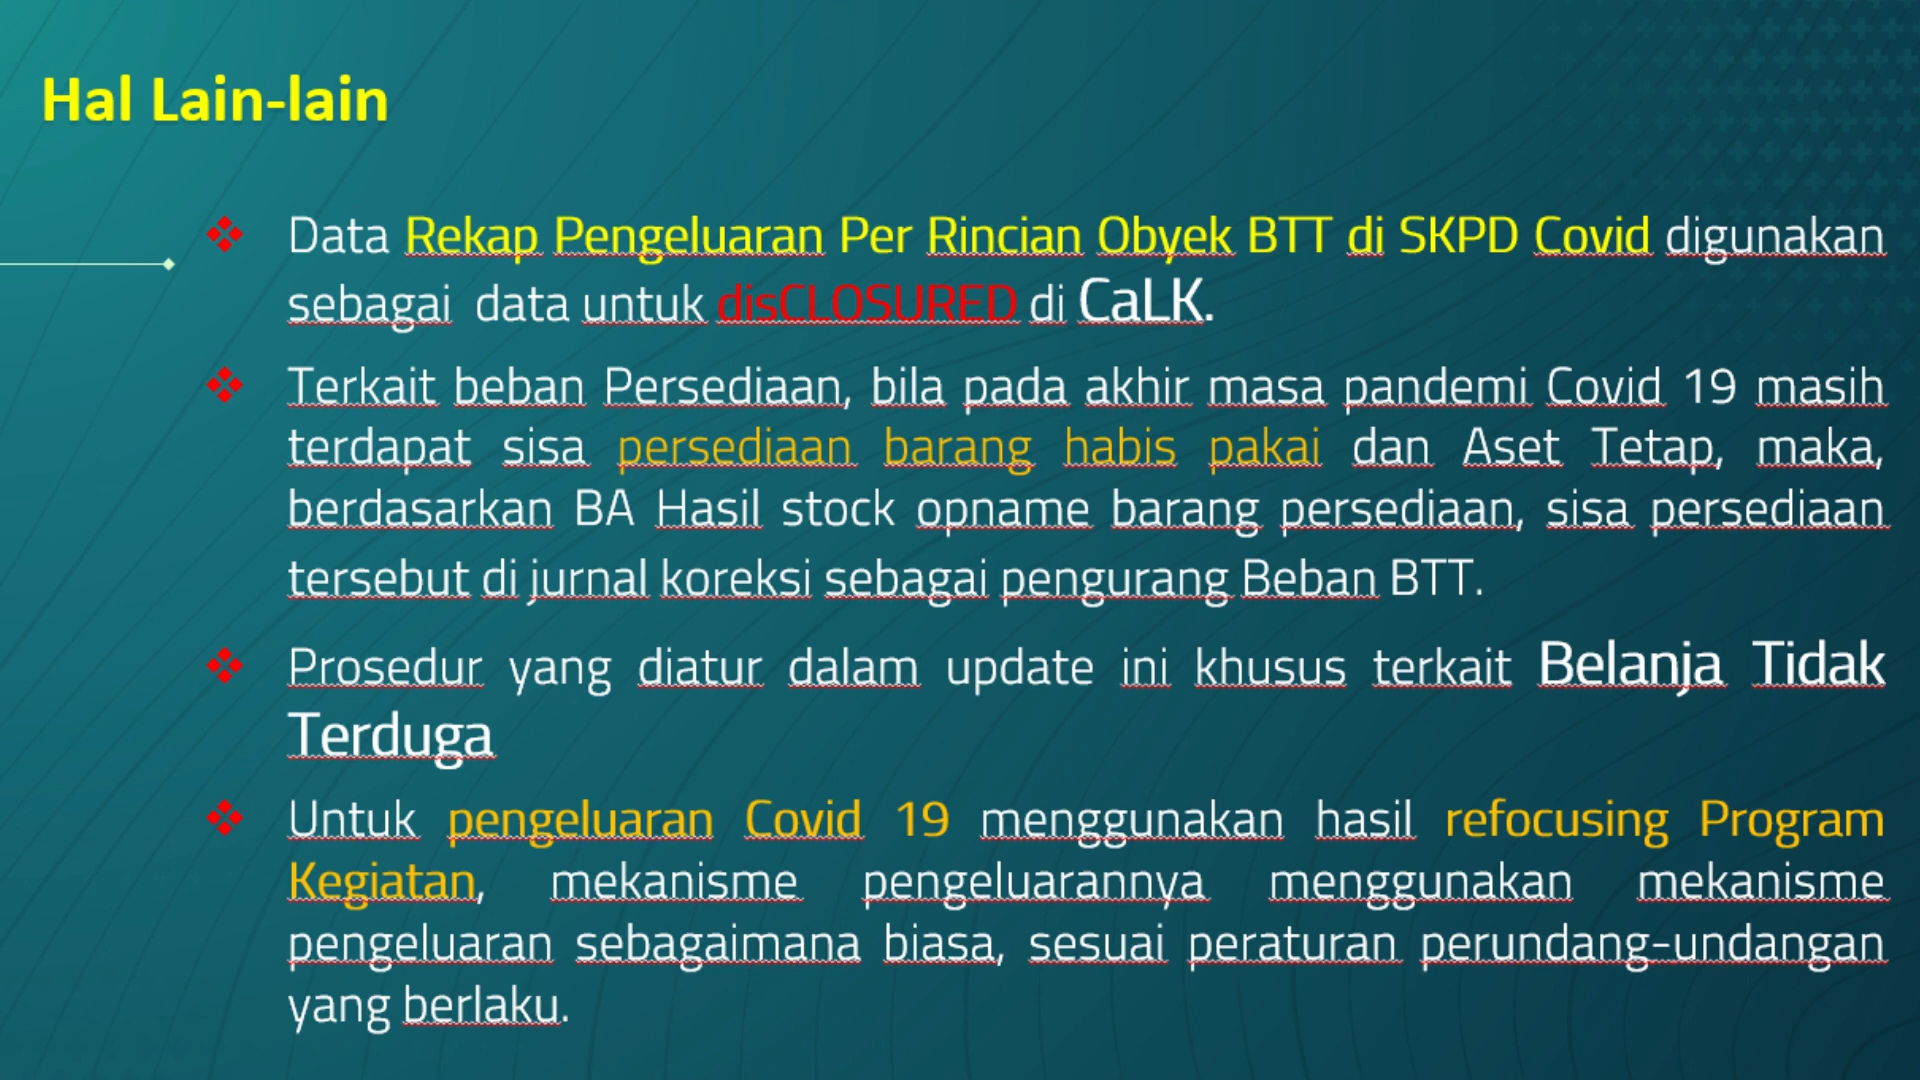 Hal Lain-lain
Data Rekap Pengeluaran Per Rincian Obyek BTT di SKPD Covid digunakan
sebagai data untuk disCLOSURED di CaLK.
Terkait beban Persediaan, bila pada akhir masa pandemi Covid 19 masih
terdapat sisa persediaan barang habis pakai dan Aset Tetap, maka,
berdasarkan BA Hasil stock opname barang persediaan, sisa persediaan
tersebut di jurnal koreksi sebagai pengurang Beban BTT.
Prosedur yang diatur dalam update ini khusus terkait Belanja Tidak
Terduga
Untuk pengeluaran Covid 19 menggunakan hasil refocusing Program
Kegiatan, mekanisme pengeluarannya menggunakan mekanisme
pengeluaran sebagaimana biasa, sesuai peraturan perundang-undangan
yang berlaku.